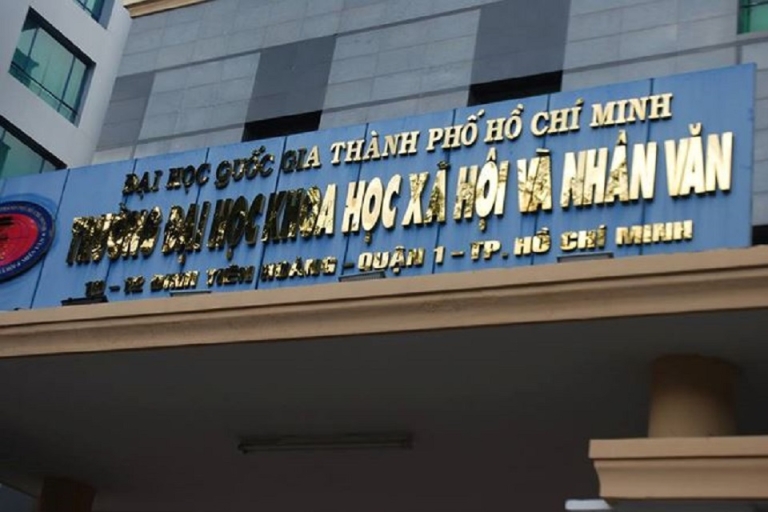 ĐẠI HỌC QUỐC GIA THÀNH PHỐ HỒ CHÍ MINH
TRƯỜNG ĐẠI HỌC KHOA HỌC XÃ HỘI VÀ NHÂN VĂN
10 - 12 ĐINH TIÊN HOÀNG - QUẬN 1 - TP. HỒ CHÍ MINH